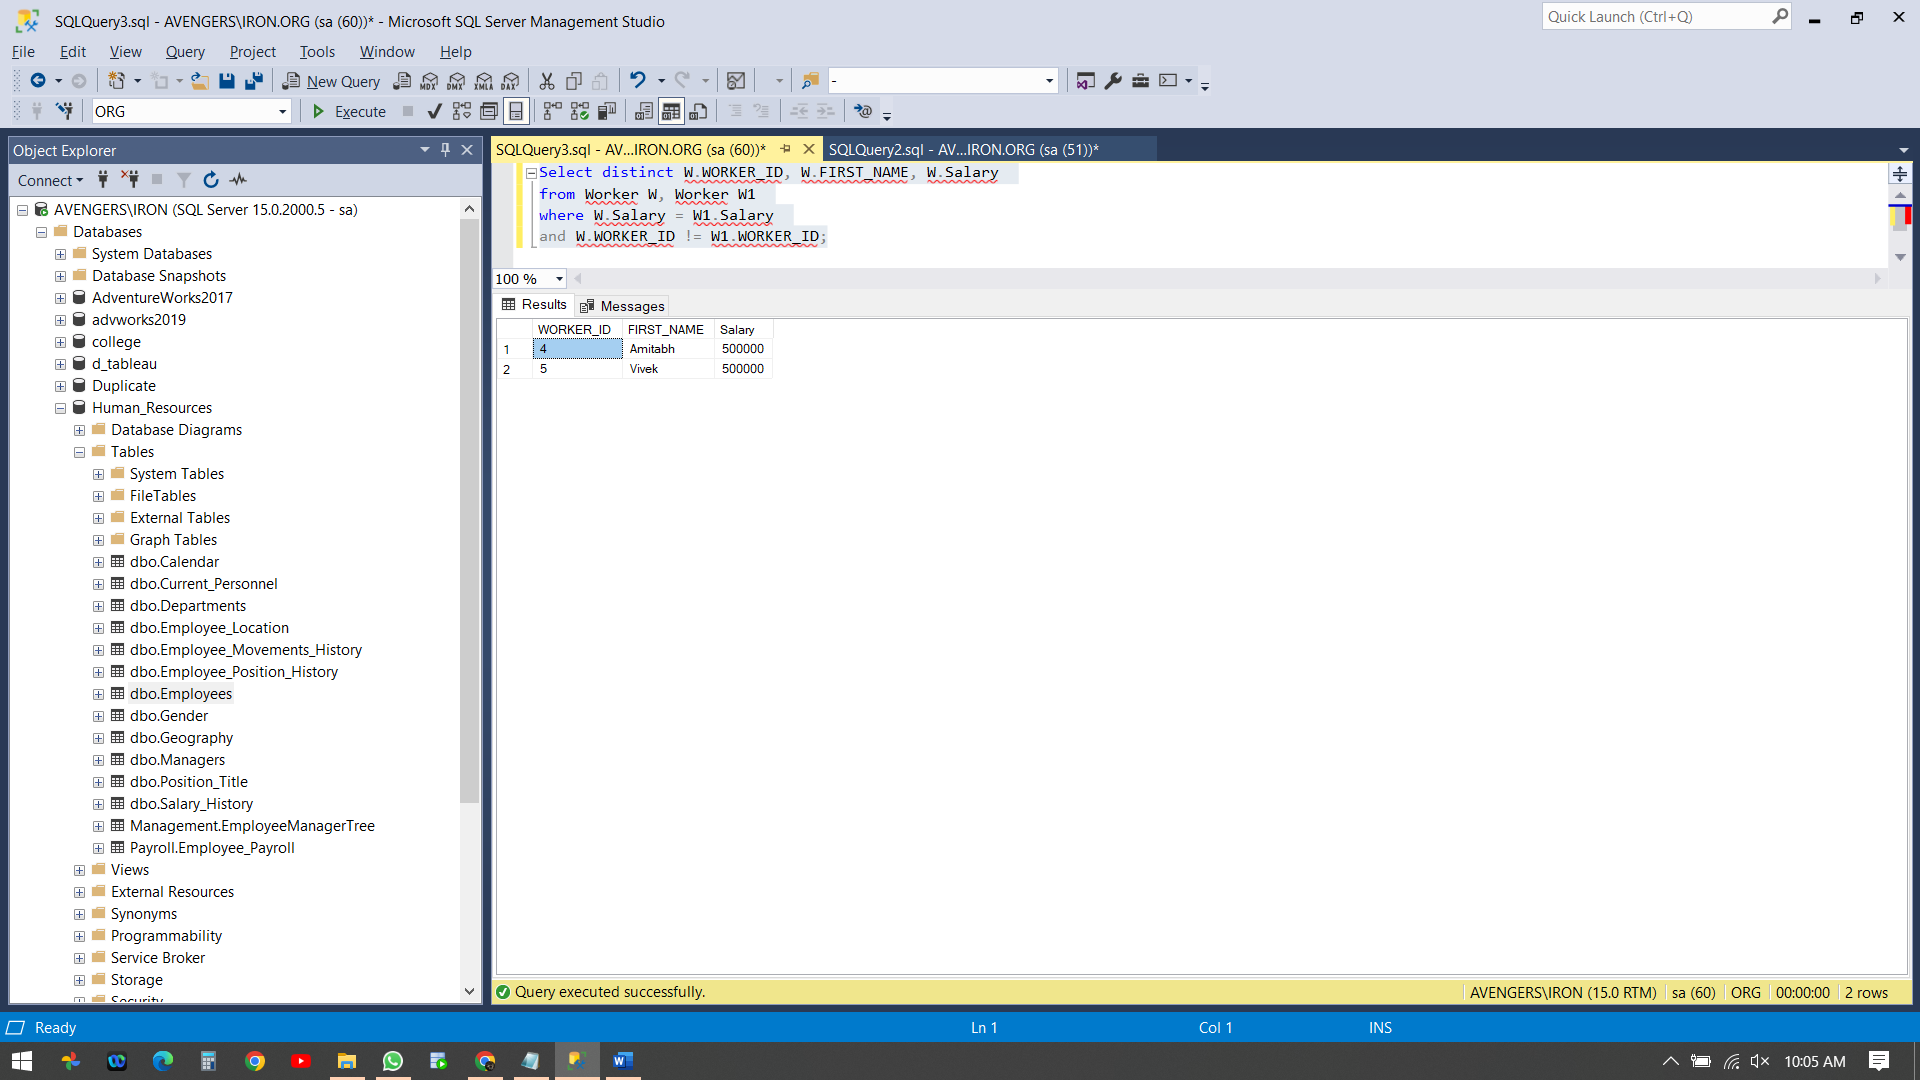 SQLQuery3.sql - AVENGERS\IRON.ORG (sa (60))* - Microsoft SQL Server Management Studio
Quick Launch (Ctrl+Q)
File Edit View Query Project Tools Window Help
New Query MDX DMX XMLA DAX -
ORG Execute
Object Explorer
Connect
AVENGERS\IRON (SQL Server 15.0.2000.5 - sa)
Databases
System Databases
Database Snapshots
AdventureWorks2017
advworks2019
college
d_tableau
Duplicate
Human_Resources
Database Diagrams
Tables
System Tables
FileTables
External Tables
Graph Tables
dbo.Calendar
dbo.Current_Personnel
dbo.Departments
dbo.Employee_Location
dbo.Employee_Movements_History
dbo.Employee_Position_History
dbo.Employees
dbo.Gender
dbo.Geography
dbo.Managers
dbo.Position_Title
dbo.Salary_History
Management.EmployeeManagerTree
Payroll.Employee_Payroll
Views
External Resources
Synonyms
Programmability
Service Broker
Storage
Security
SQLQuery3.sql - AV...IRON.ORG (sa (60))* SQLQuery2.sql - AV...IRON.ORG (sa (51))*
Select distinct W.WORKER_ID, W.FIRST_NAME, W.Salary
from Worker W, Worker W1
where W.Salary = W1.Salary
and W.WORKER_ID != W1.WORKER_ID;
100 %
Results Messages
WORKER_ID FIRST_NAME Salary
1 4 Amitabh 500000
2 5 Vivek 500000
Query executed successfully. AVENGERS\IRON (15.0 RTM) sa (60) ORG 00:00:00 2 rows
Ready Ln 1 Col 1 INS
10:05 AM